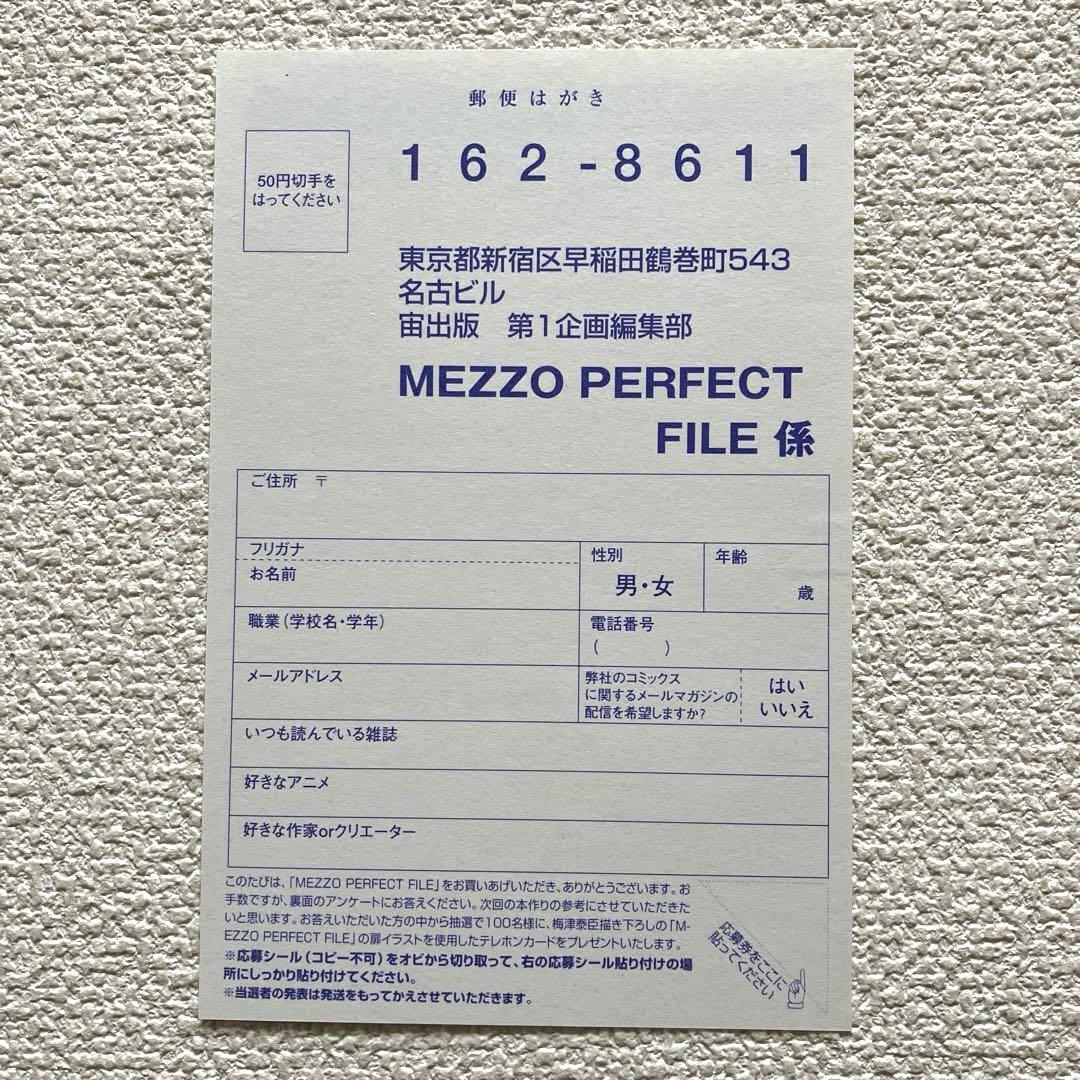 郵便はがき
50円切手を
はってください
162-8611
東京都新宿区早稲田鶴巻町543
名古ビル
宙出版　第1企画編集部
MEZZO PERFECT
FILE 係
ご住所　〒
フリガナ
お名前
性別
男・女
年齢
歳
職業(学校名・学年)
電話番号
(　　　)
メールアドレス
弊社のコミックス
に関するメールマガジンの
配信を希望しますか?
はい
いいえ
いつも読んでいる雑誌
好きなアニメ
好きな作家orクリエーター
このたびは、「MEZZO PERFECT FILE」をお買いあげいただき、ありがとうございます。お
手数ですが、裏面のアンケートにお答えください。次回の本作りの参考にさせていただきた
いと思います。お答えいただいた方の中から抽選で100名様に、梅津泰臣描き下ろしの「M-
EZZO PERFECT FILE」の扉イラストを使用したテレホンカードをプレゼントいたします。
※応募シール(コピー不可)をオビから切り取って、右の応募シール貼り付けの場
所にしっかり貼り付けてください。
※当選者の発表は発送をもってかえさせていただきます。
応募券をここに
貼ってください